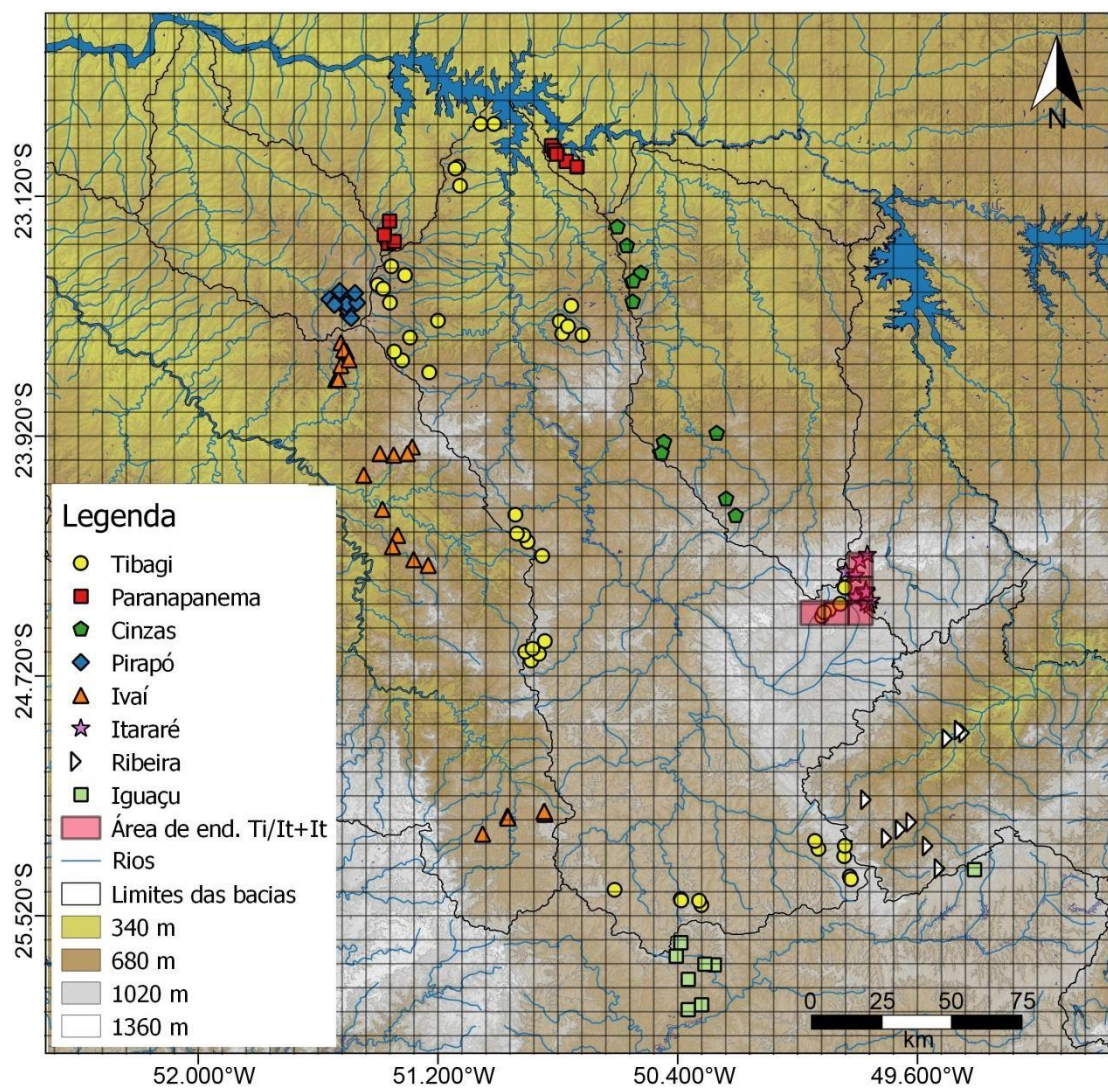 N
23.120°S
23.920°S
24.720°S
25.520°S
Legenda
Tibagi
Paranapanema
Cinzas
Pirapó
Ivaí
Itararé
Ribeira
Iguaçu
Área de end. Ti/It+It
Rios
Limites das bacias
340 m
680 m
1020 m
1360 m
0 25 50 75
km
52.000°W 51.200°W 50.400°W 49.600°W